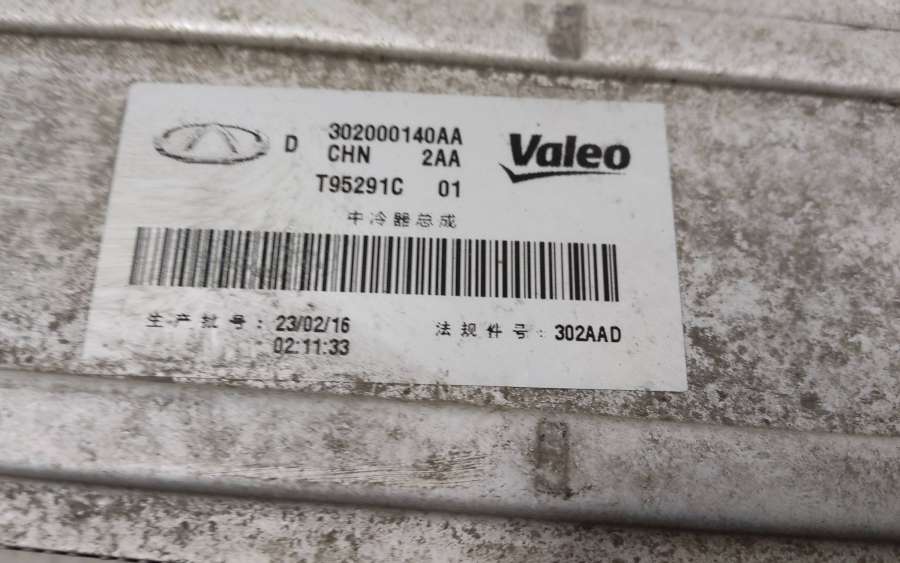 D 302000140AA
CHN 2AA
T95291C 01
Valeo
中冷器总成
生产批号: 23/02/16
02:11:33
法规件号: 302AAD